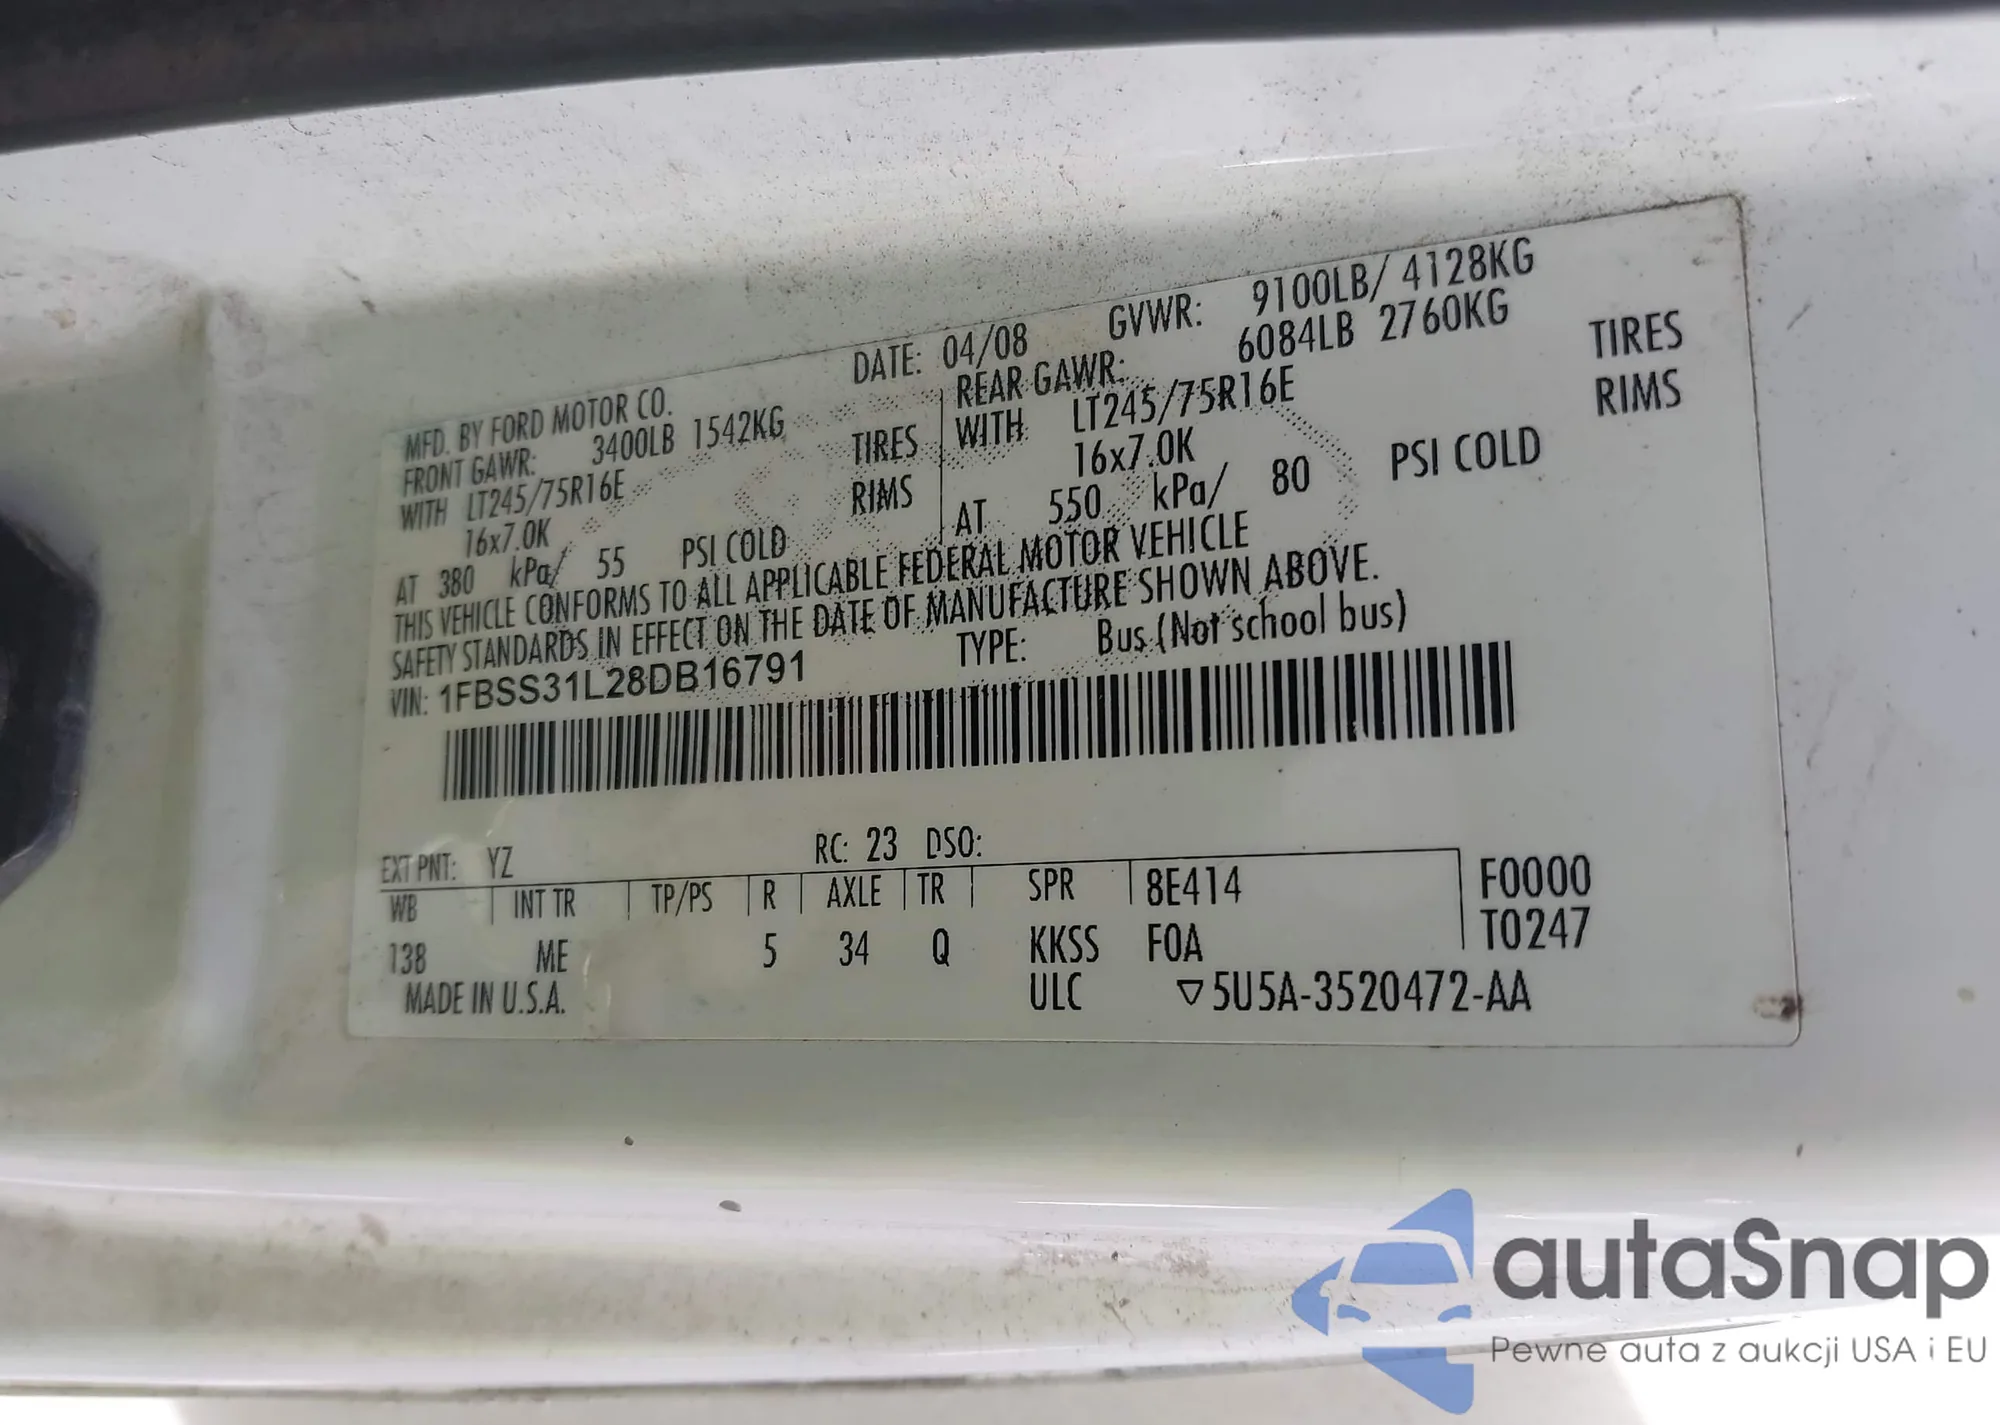 MFD. BY FORD MOTOR CO. DATE: 04/08 GVWR: 9100LB/ 4128KG
FRONT GAWR: 3400LB 1542KG REAR GAWR: 6084LB 2760KG
WITH LT245/75R16E TIRES WITH LT245/75R16E TIRES
16x7.0K RIMS 16x7.0K RIMS
AT 380 kPa/ 55 PSI COLD AT 550 kPa/ 80 PSI COLD
THIS VEHICLE CONFORMS TO ALL APPLICABLE FEDERAL MOTOR VEHICLE
SAFETY STANDARDS IN EFFECT ON THE DATE OF MANUFACTURE SHOWN ABOVE.
VIN: 1FBSS31L28DB16791 TYPE: Bus (Not school bus)
EXT PNT: YZ RC: 23 DSO:
WB INT TR TP/PS R AXLE TR SPR 8E414 F0000
138 ME 5 34 Q KKSS FOA T0247
MADE IN U.S.A. ULC ▽5U5A-3520472-AA
autaSnap
Pewne auta z aukcji USA i EU